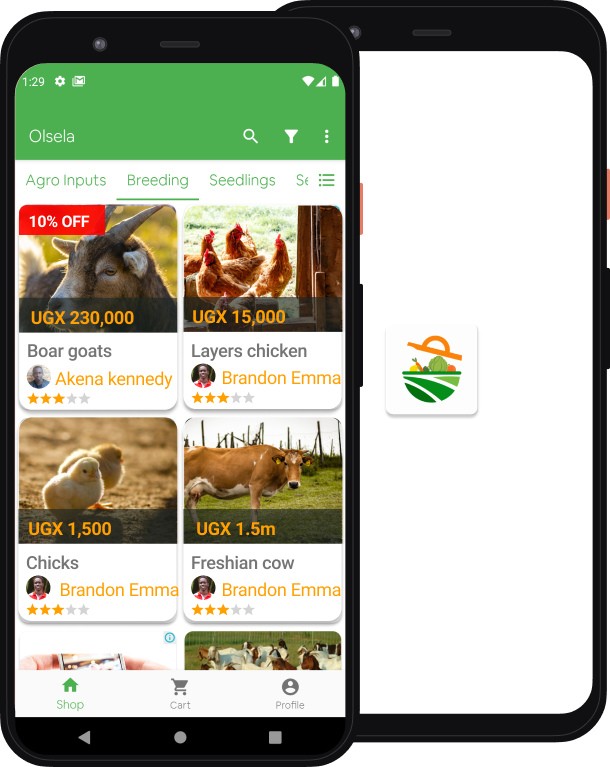 1:29
Olsela
Agro Inputs Breeding Seedlings Se
10% OFF
UGX 230,000
UGX 15,000
Boar goats
Layers chicken
Akena kennedy
Brandon Emma
UGX 1,500
UGX 1.5m
Chicks
Freshian cow
Brandon Emma
Brandon Emma
Shop
Cart
Profile